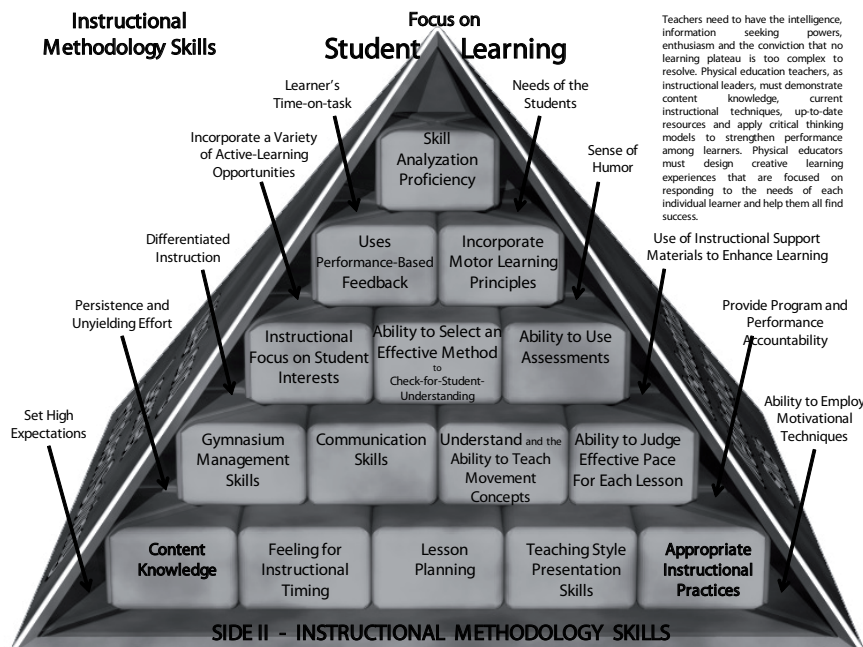 Instructional
Methodology Skills
Focus on
Student Learning
Teachers need to have the intelligence,
information seeking powers,
enthusiasm and the conviction that no
learning plateau is too complex to
resolve. Physical education teachers, as
instructional leaders, must demonstrate
content knowledge, current
instructional techniques, up-to-date
resources and apply critical thinking
models to strengthen performance
among learners. Physical educators
must design creative learning
experiences that are focused on
responding to the needs of each
individual learner and help them all find
success.
Learner's
Time-on-task
Needs of the
Students
Incorporate a Variety
of Active-Learning
Opportunities
Sense of
Humor
Skill
Analyzation
Proficiency
Differentiated
Instruction
Use of Instructional Support
Materials to Enhance Learning
Uses
Performance-Based
Feedback
Incorporate
Motor Learning
Principles
Persistence and
Unyielding Effort
Provide Program and
Performance
Accountability
Instructional
Focus on Student
Interests
Ability to Select an
Effective Method
to
Check-for-Student-
Understanding
Ability to Use
Assessments
Set High
Expectations
Ability to Employ
Motivational
Techniques
Gymnasium
Management
Skills
Communication
Skills
Understand and the
Ability to Teach
Movement
Concepts
Ability to Judge
Effective Pace
For Each Lesson
Content
Knowledge
Feeling for
Instructional
Timing
Lesson
Planning
Teaching Style
Presentation
Skills
Appropriate
Instructional
Practices
SIDE II - INSTRUCTIONAL METHODOLOGY SKILLS